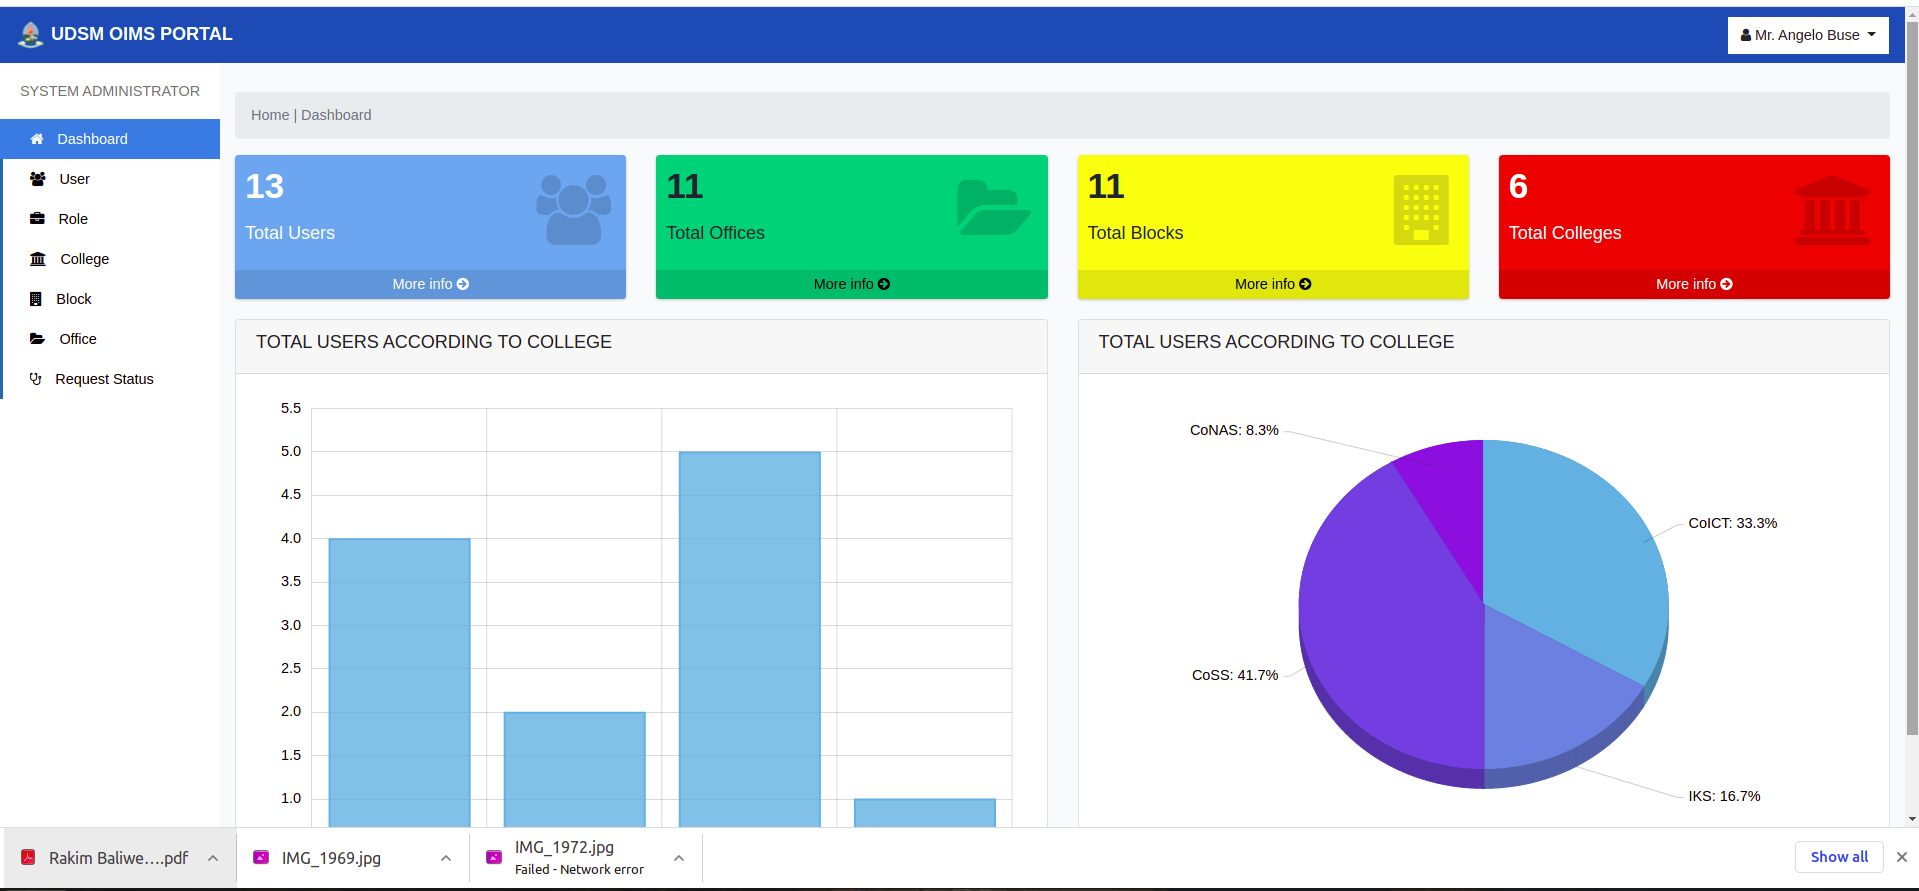 UDSM OIMS PORTAL
Mr. Angelo Buse
SYSTEM ADMINISTRATOR
Dashboard
User
Role
College
Block
Office
Request Status
Home | Dashboard
13
Total Users
More info
11
Total Offices
More info
11
Total Blocks
More info
6
Total Colleges
More info
TOTAL USERS ACCORDING TO COLLEGE
5.5
5.0
4.5
4.0
3.5
3.0
2.5
2.0
1.5
1.0
TOTAL USERS ACCORDING TO COLLEGE
CoNAS: 8.3%
CoICT: 33.3%
CoSS: 41.7%
IKS: 16.7%
Rakim Baliwe....pdf
IMG_1969.jpg
IMG_1972.jpg
Failed - Network error
Show all